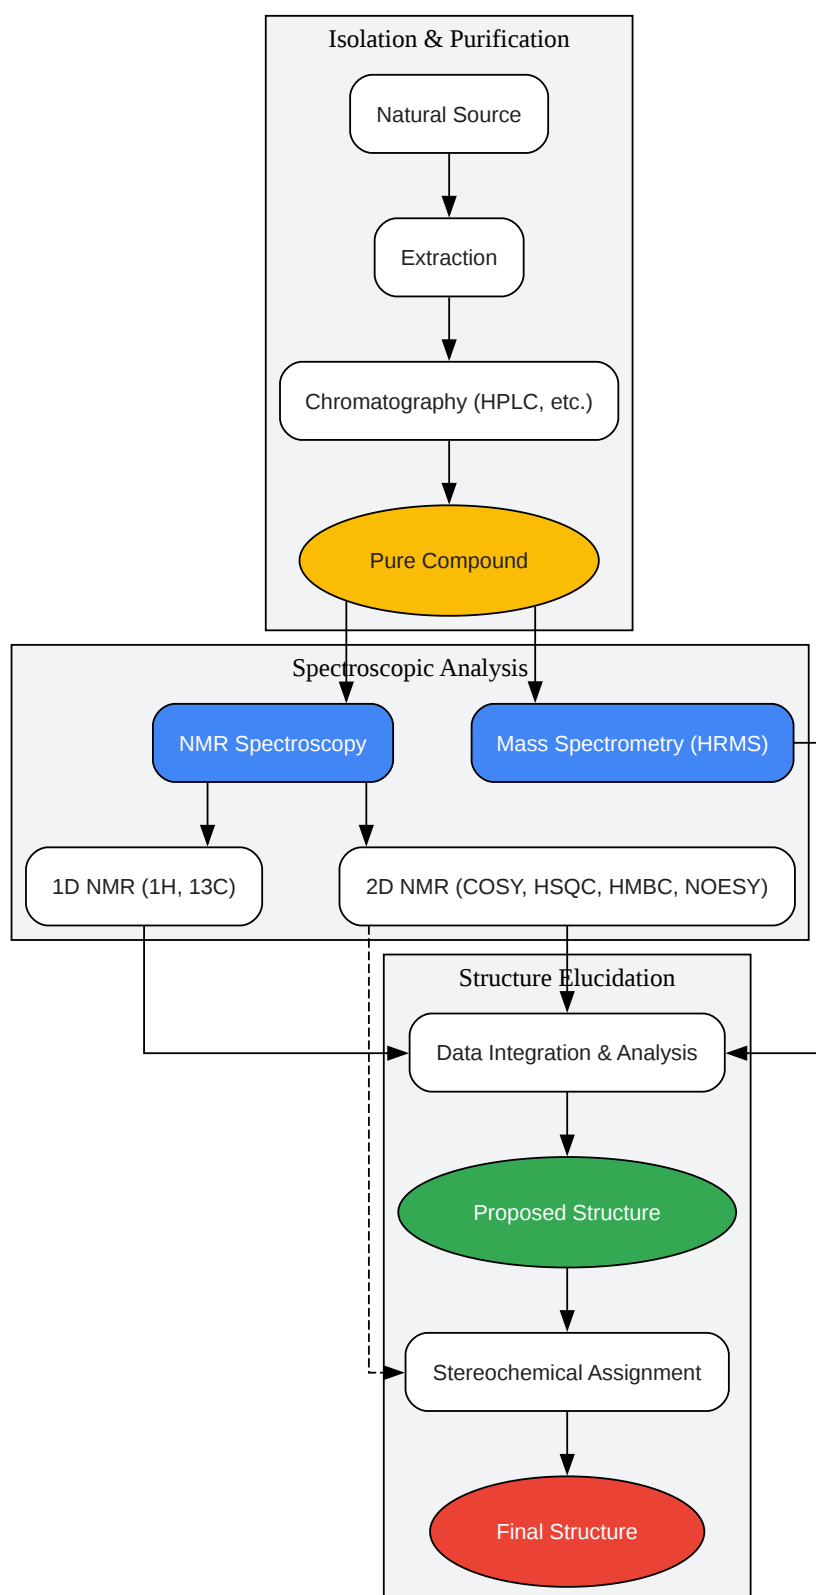 Isolation & Purification
Natural Source
Extraction
Chromatography (HPLC, etc.)
Pure Compound
Spectroscopic Analysis
NMR Spectroscopy
Mass Spectrometry (HRMS)
1D NMR (1H, 13C)
2D NMR (COSY, HSQC, HMBC, NOESY)
Structure Elucidation
Data Integration & Analysis
Proposed Structure
Stereochemical Assignment
Final Structure